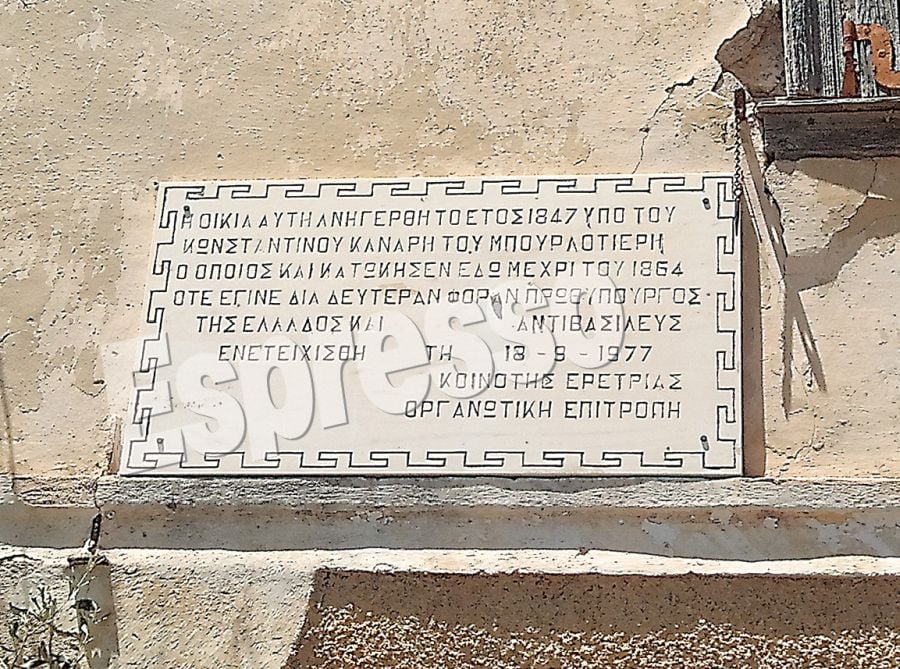 Η ΟΙΚΙΑ ΑΥΤΗ ΑΝΗΓΕΡΘΗ ΤΟ ΕΤΟΣ 1847 ΥΠΟ ΤΟΥ
ΚΩΝΣΤΑΝΤΙΝΟΥ ΚΑΝΑΡΗ ΤΟΥ ΜΠΟΥΡΛΟΤΙΕΡΗ
Ο ΟΠΟΙΟΣ ΚΑΙ ΚΑΤΩΚΗΣΕΝ ΕΔΩ ΜΕΧΡΙ ΤΟΥ 1864
ΟΤΕ ΕΓΙΝΕ ΔΙΑ ΔΕΥΤΕΡΑΝ ΦΟΡΑΝ ΠΡΩΘΥΠΟΥΡΓΟΣ
ΤΗΣ ΕΛΛΑΔΟΣ ΚΑΙ ΑΝΤΙΒΑΣΙΛΕΥΣ
ΕΝΕΤΕΙΧΙΣΘΗ ΤΗ 18-9-1977
ΚΟΙΝΟΤΗΣ ΕΡΕΤΡΙΑΣ
ΟΡΓΑΝΩΤΙΚΗ ΕΠΙΤΡΟΠΗ
Espresso